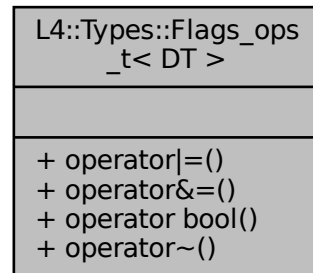 L4::Types::Flags_ops
_t< DT >
+ operator|=()
+ operator&=()
+ operator bool()
+ operator~()